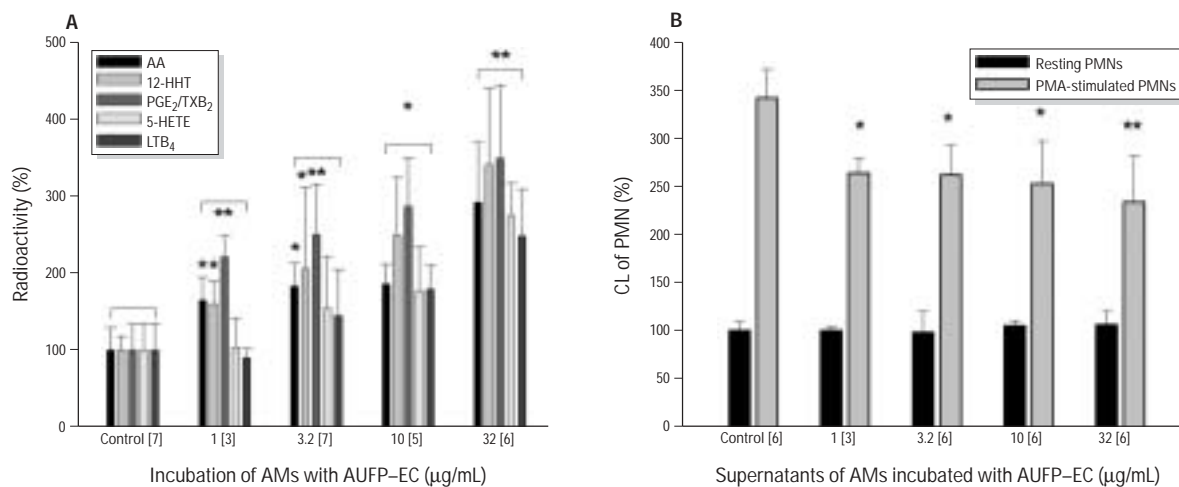 A
500
400
300
200
100
0
Radioactivity (%)
AA
12-HHT
PGE₂/TXB₂
5-HETE
LTB₄
** ** * * ** * **
Control [7] 1 [3] 3.2 [7] 10 [5] 32 [6]
Incubation of AMs with AUFP–EC (µg/mL)
B
400
350
300
250
200
150
100
50
0
CL of PMN (%)
Resting PMNs
PMA-stimulated PMNs
* * * **
Control [6] 1 [3] 3.2 [6] 10 [6] 32 [6]
Supernatants of AMs incubated with AUFP–EC (µg/mL)